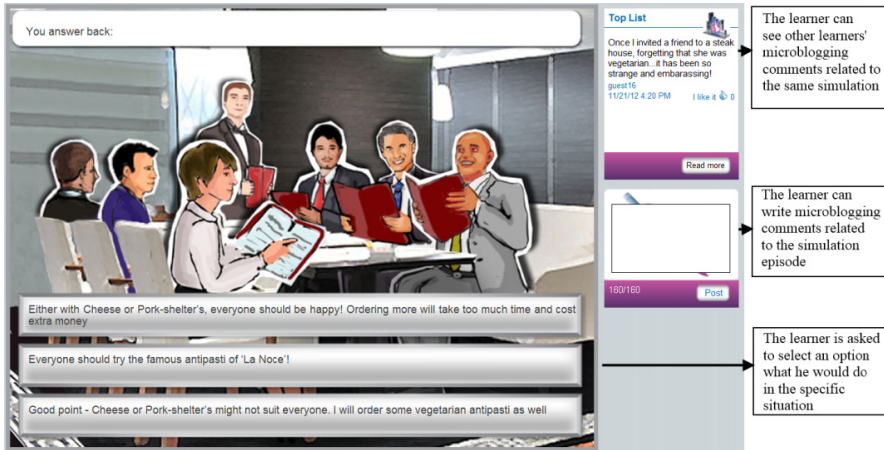 You answer back:
Either with Cheese or Pork-shelter's, everyone should be happy! Ordering more will take too much time and cost
extra money
Everyone should try the famous antipasti of 'La Noce'!
Good point - Cheese or Pork-shelter's might not suit everyone. I will order some vegetarian antipasti as well
Top List
Once I invited a friend to a steak
house, forgetting that she was
vegetarian...it has been so
strange and embarassing!
guest16
11/21/12 4:20 PM I like it 0
Read more
160/160 Post
The learner can
see other learners'
microblogging
comments related to
the same simulation
The learner can
write microblogging
comments related
to the simulation
episode
The learner is asked
to select an option
what he would do
in the specific
situation